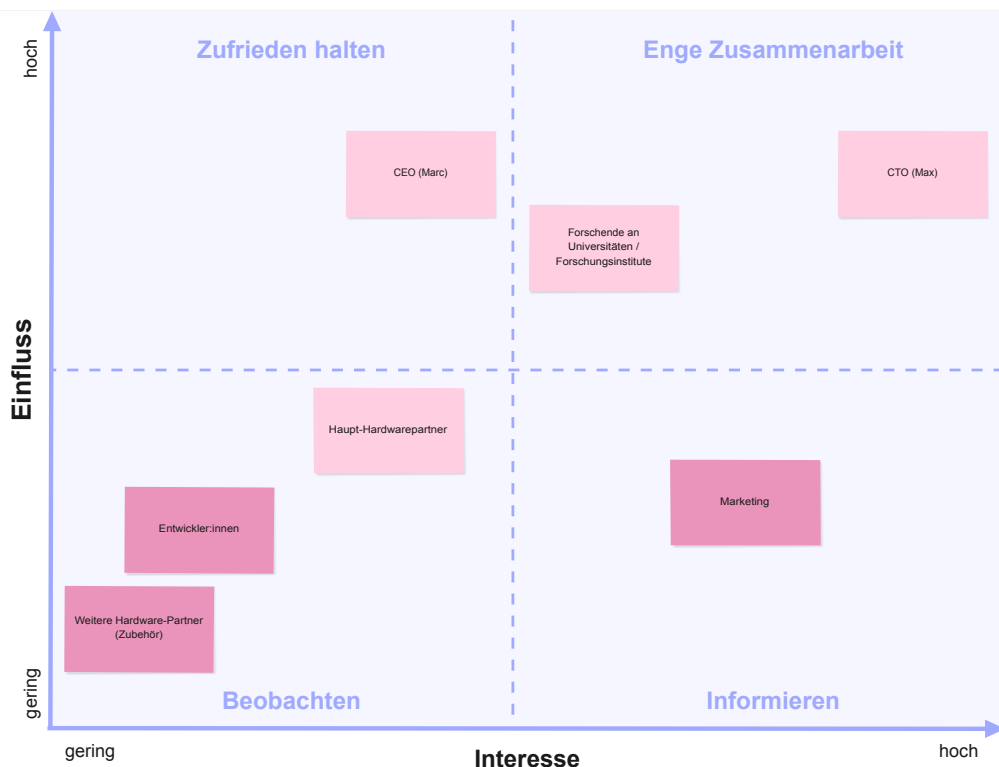 hoch
Zufrieden halten
Enge Zusammenarbeit
CEO (Marc)
CTO (Max)
Forschende an
Universitäten /
Forschungsinstitute
Einfluss
Haupt-Hardwarepartner
Marketing
Entwickler:innen
Weitere Hardware-Partner
(Zubehör)
gering
Beobachten
Informieren
gering
Interesse
hoch